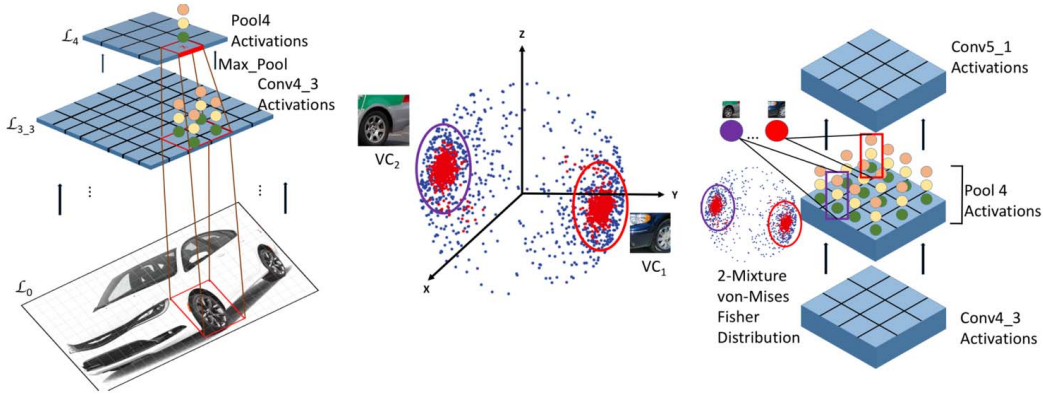 ℒ4
Pool4
Activations
Max_Pool
Conv4_3
Activations
ℒ3_3
ℒ0
Z
Y
X
VC2
VC1
Conv5_1
Activations
Pool 4
Activations
2-Mixture
von-Mises
Fisher
Distribution
Conv4_3
Activations